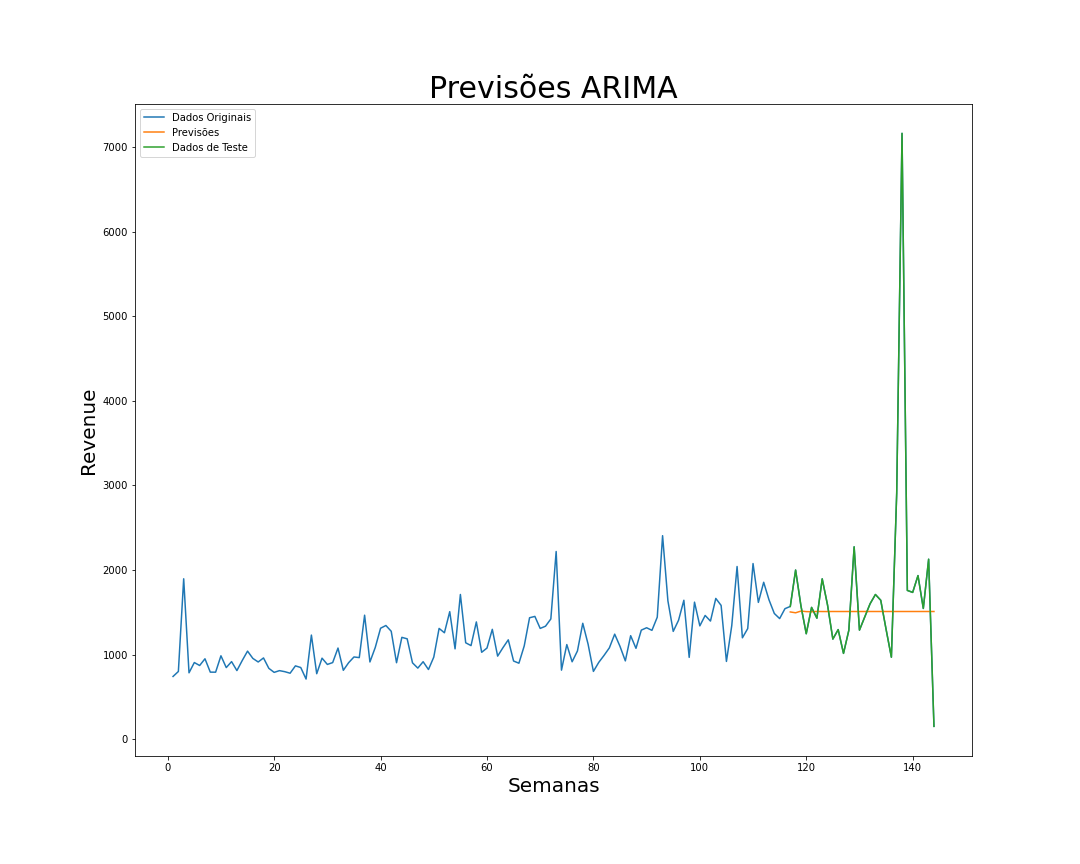 Previsões ARIMA
Dados Originais
Previsões
Dados de Teste
Revenue
7000
6000
5000
4000
3000
2000
1000
0
0 20 40 60 80 100 120 140
Semanas